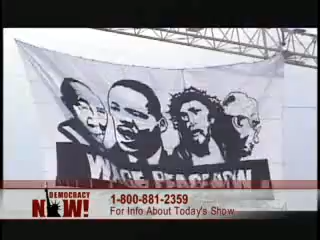 WAGE PEACE NOW
DEMOCRACY
NOW!
1-800-881-2359
For Info About Today's Show